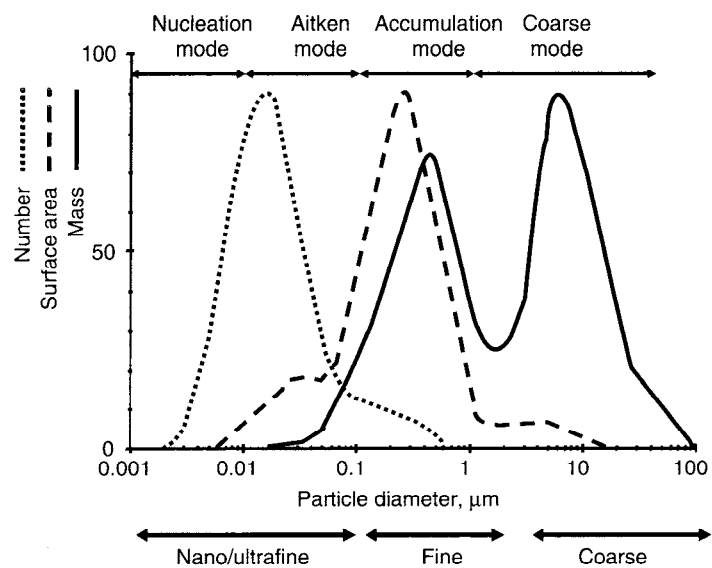 Nucleation mode
Aitken mode
Accumulation mode
Coarse mode
Number
Surface area
Mass
100
50
0
0.001
0.01
0.1
1
10
100
Particle diameter, μm
Nano/ultrafine
Fine
Coarse